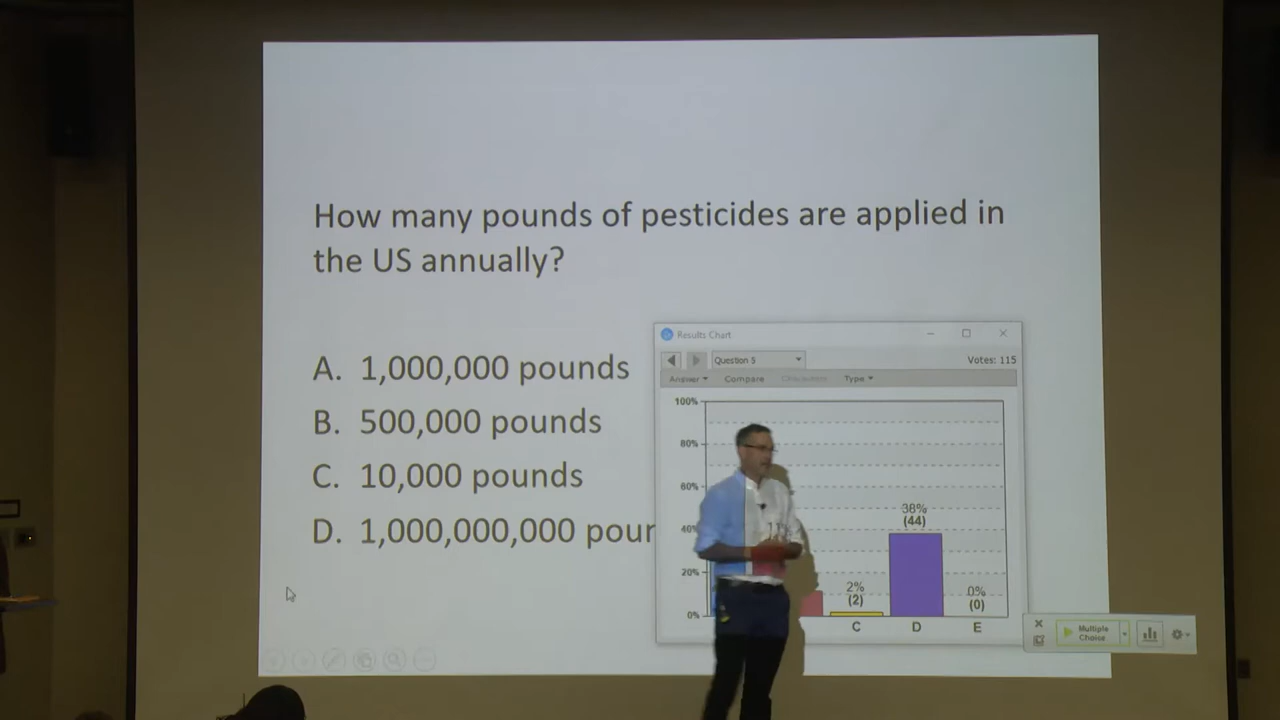 How many pounds of pesticides are applied in
the US annually?
A. 1,000,000 pounds
B. 500,000 pounds
C. 10,000 pounds
D. 1,000,000,000 pour
Results Chart
Question 5
Votes: 115
Answer
Compare
Type
100%
80%
60%
40%
20%
0%
2%
(2)
38%
(44)
0%
(0)
C
D
E
Multiple
Choice